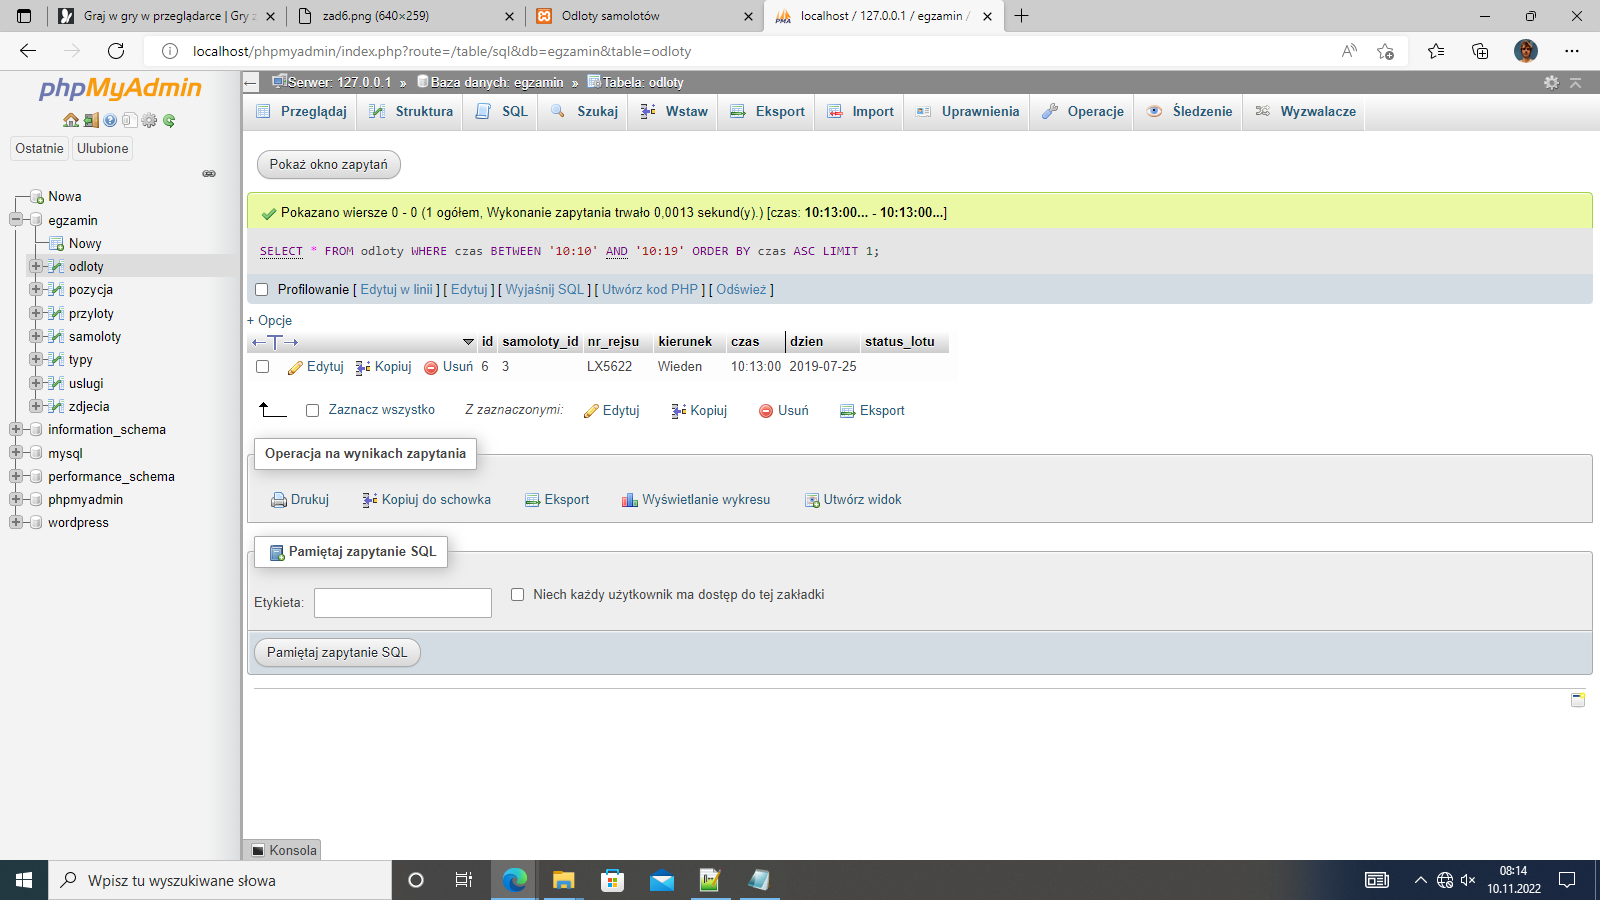 Graj w gry w przeglądarce | Gry z
zad6.png (640×259)
Odloty samolotów
localhost / 127.0.0.1 / egzamin /
localhost/phpmyadmin/index.php?route=/table/sql&db=egzamin&table=odloty
phpMyAdmin
Ostatnie
Ulubione
Nowa
egzamin
Nowy
odloty
pozycja
przyloty
samoloty
typy
uslugi
zdjecia
information_schema
mysql
performance_schema
phpmyadmin
wordpress
Serwer: 127.0.0.1 » Baza danych: egzamin » Tabela: odloty
Przeglądaj Struktura SQL Szukaj Wstaw Eksport Import Uprawnienia Operacje Śledzenie Wyzwalacze
Pokaż okno zapytań
Pokazano wiersze 0 - 0 (1 ogółem, Wykonanie zapytania trwało 0,0013 sekund(y).) [czas: 10:13:00... - 10:13:00...]
SELECT * FROM odloty WHERE czas BETWEEN '10:10' AND '10:19' ORDER BY czas ASC LIMIT 1;
Profilowanie [ Edytuj w linii ] [ Edytuj ] [ Wyjaśnij SQL ] [ Utwórz kod PHP ] [ Odśwież ]
+ Opcje
←T→ id samoloty_id nr_rejsu kierunek czas dzien status_lotu
Edytuj Kopiuj Usuń 6 3 LX5622 Wieden 10:13:00 2019-07-25
Zaznacz wszystko Z zaznaczonymi: Edytuj Kopiuj Usuń Eksport
Operacja na wynikach zapytania
Drukuj Kopiuj do schowka Eksport Wyświetlanie wykresu Utwórz widok
Pamiętaj zapytanie SQL
Etykieta:
Niech każdy użytkownik ma dostęp do tej zakładki
Pamiętaj zapytanie SQL
Konsola
Wpisz tu wyszukiwane słowa
08:14
10.11.2022